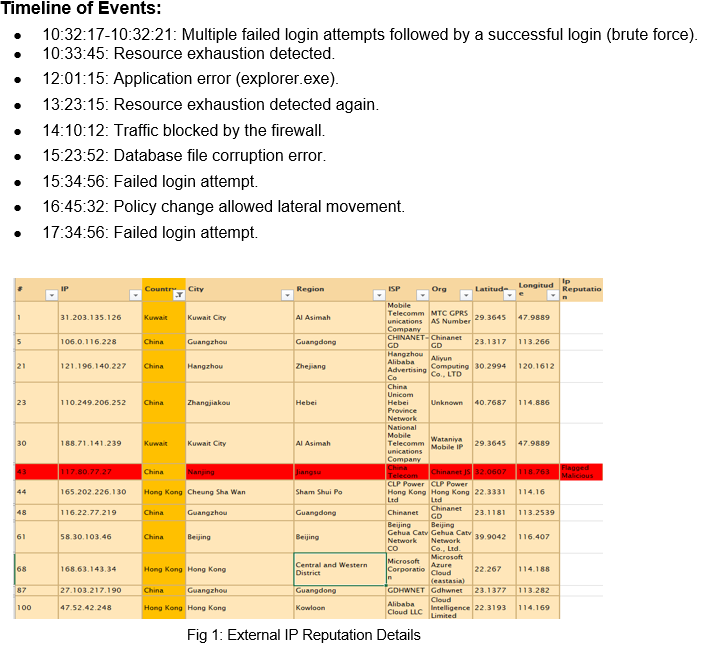 Timeline of Events:
● 10:32:17-10:32:21: Multiple failed login attempts followed by a successful login (brute force).
● 10:33:45: Resource exhaustion detected.
● 12:01:15: Application error (explorer.exe).
● 13:23:15: Resource exhaustion detected again.
● 14:10:12: Traffic blocked by the firewall.
● 15:23:52: Database file corruption error.
● 15:34:56: Failed login attempt.
● 16:45:32: Policy change allowed lateral movement.
● 17:34:56: Failed login attempt.
# IP Country City Region ISP Org Latitude Longitude Ip Reputation
1 31.203.135.126 Kuwait Kuwait City Al Asimah Mobile Telecommunications Company MTC GPRS AS Number 29.3645 47.9889
5 106.0.116.228 China Guangzhou Guangdong CHINANET-GD Chinanet GD 23.1317 113.266
21 121.196.140.227 China Hangzhou Zhejiang Hangzhou Alibaba Advertising Co Aliyun Computing Co., LTD 30.2994 120.1612
23 110.249.206.252 China Zhangjiakou Hebei China Unicom Hebei Province Network Unknown 40.7687 114.886
30 188.71.141.239 Kuwait Kuwait City Al Asimah National Mobile Telecommunications Company Wataniya Mobile IP 29.3645 47.9889
43 117.80.77.27 China Nanjing Jiangsu China Telecom Chinanet JS 32.0607 118.763 Flagged Malicious
44 165.202.226.130 Hong Kong Cheung Sha Wan Sham Shui Po CLP Power Hong Kong Ltd CLP Power Hong Kong Ltd 22.3331 114.16
48 116.22.77.219 China Guangzhou Guangdong Chinanet Chinanet GD 23.1181 113.2539
61 58.30.103.46 China Beijing Beijing Beijing Gehua Catv Network CO Beijing Gehua Catv Network Co., Ltd. 39.9042 116.407
68 168.63.143.34 Hong Kong Hong Kong Central and Western District Microsoft Corporation Microsoft Azure Cloud (eastasia) 22.267 114.188
87 27.103.217.190 China Guangzhou Guangdong GDHWNET Gdhwnet 23.1377 113.282
100 47.52.42.248 Hong Kong Hong Kong Kowloon Alibaba Cloud LLC Cloud Intelligence Limited 22.3193 114.169
Fig 1: External IP Reputation Details